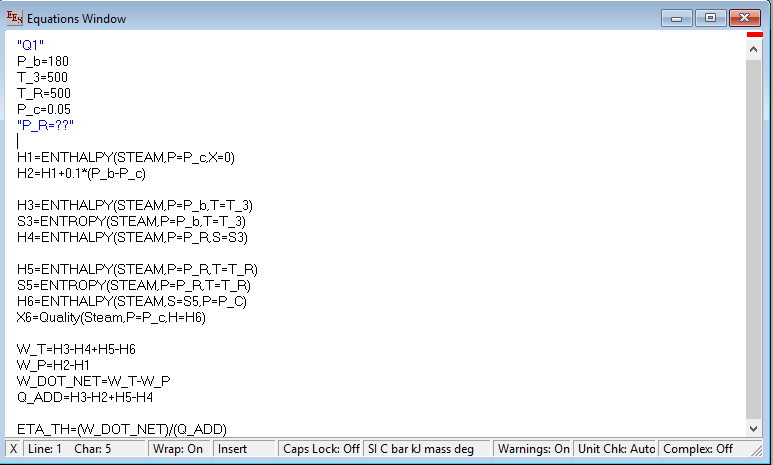 EES Equations Window
"Q1"
P_b=180
T_3=500
T_R=500
P_c=0.05
"P_R=??"
H1=ENTHALPY(STEAM,P=P_c,X=0)
H2=H1+0.1*(P_b-P_c)
H3=ENTHALPY(STEAM,P=P_b,T=T_3)
S3=ENTROPY(STEAM,P=P_b,T=T_3)
H4=ENTHALPY(STEAM,P=P_R,S=S3)
H5=ENTHALPY(STEAM,P=P_R,T=T_R)
S5=ENTROPY(STEAM,P=P_R,T=T_R)
H6=ENTHALPY(STEAM,S=S5,P=P_C)
X6=Quality(Steam,P=P_c,H=H6)
W_T=H3-H4+H5-H6
W_P=H2-H1
W_DOT_NET=W_T-W_P
Q_ADD=H3-H2+H5-H4
ETA_TH=(W_DOT_NET)/(Q_ADD)
X Line: 1 Char: 5 Wrap: On Insert Caps Lock: Off SI C bar kJ mass deg Warnings: On Unit Chk: Auto Complex: Off